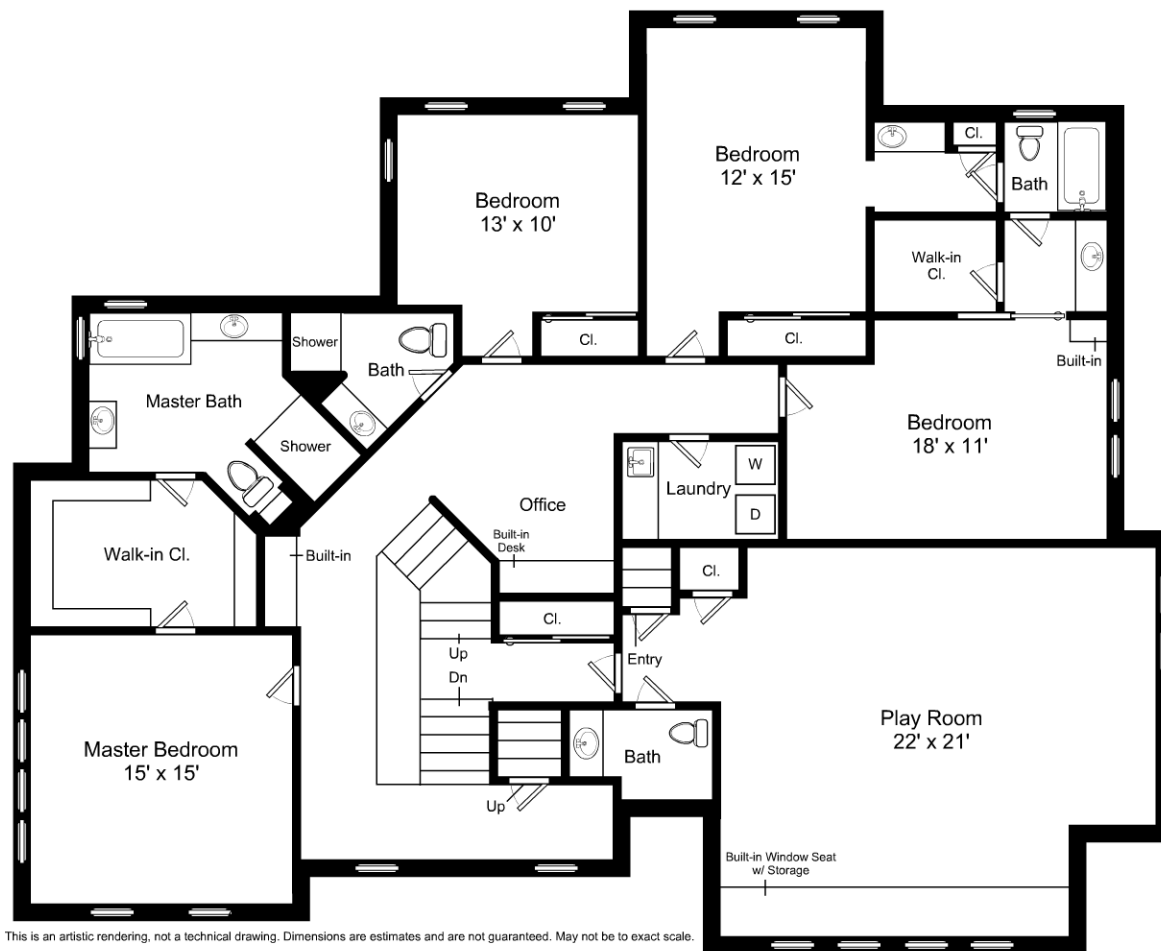 Bedroom
12' x 15'
Cl.
Bath
Bedroom
13' x 10'
Walk-in
Cl.
Cl.
Cl.
Built-in
Shower
Bath
Master Bath
Shower
Bedroom
18' x 11'
W
Laundry
D
Office
Built-in
Desk
Walk-in Cl.
Built-in
Cl.
Cl.
Up
Entry
Dn
Master Bedroom
15' x 15'
Play Room
22' x 21'
Bath
Up
Built-in Window Seat
w/ Storage
This is an artistic rendering, not a technical drawing. Dimensions are estimates and are not guaranteed. May not be to exact scale.